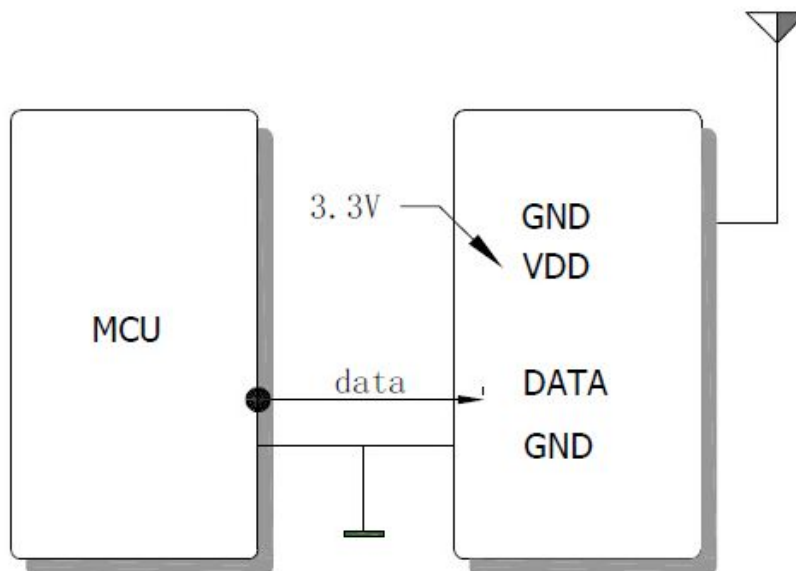 3.3V
GND
VDD
MCU
data
DATA
GND